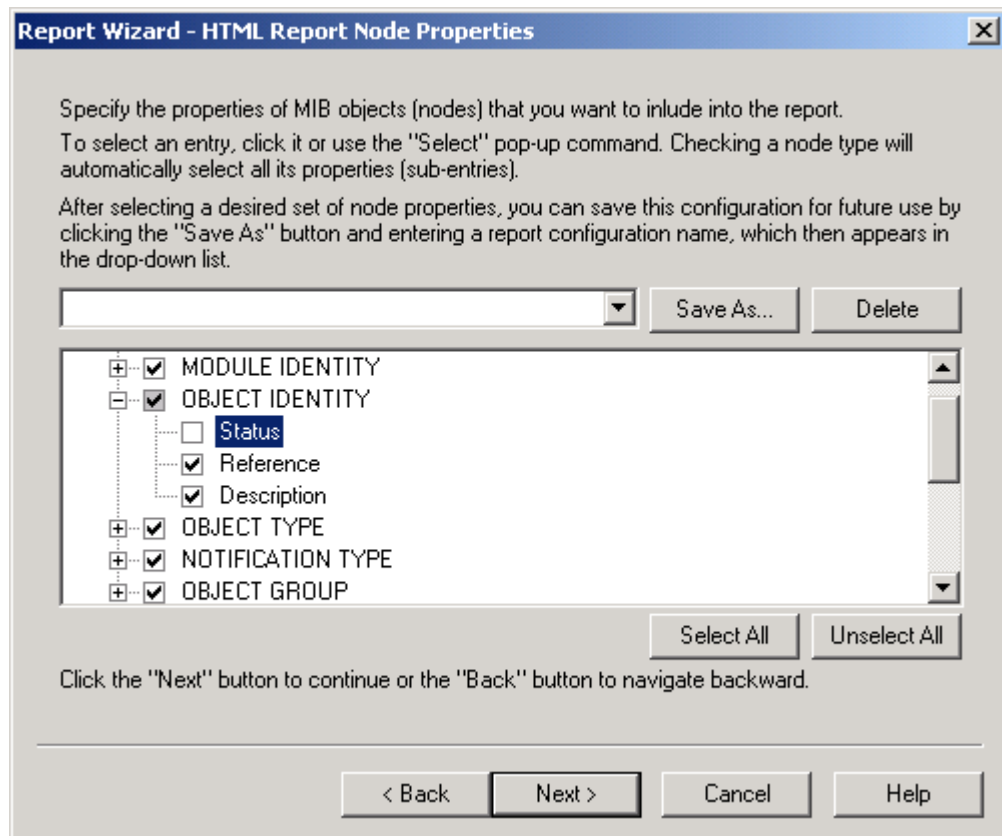 Report Wizard - HTML Report Node Properties
Specify the properties of MIB objects (nodes) that you want to inlude into the report.
To select an entry, click it or use the "Select" pop-up command. Checking a node type will
automatically select all its properties (sub-entries).
After selecting a desired set of node properties, you can save this configuration for future use by
clicking the "Save As" button and entering a report configuration name, which then appears in
the drop-down list.
Save As... Delete
MODULE IDENTITY
OBJECT IDENTITY
Status
Reference
Description
OBJECT TYPE
NOTIFICATION TYPE
OBJECT GROUP
Select All Unselect All
Click the "Next" button to continue or the "Back" button to navigate backward.
< Back Next > Cancel Help